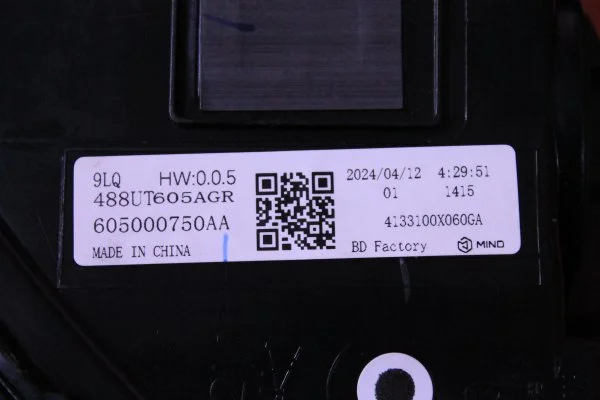 9LQ HW:0.0.5
488UT605AGR
605000750AA
MADE IN CHINA
2024/04/12 4:29:51
01 1415
4133100X060GA
BD Factory MIND